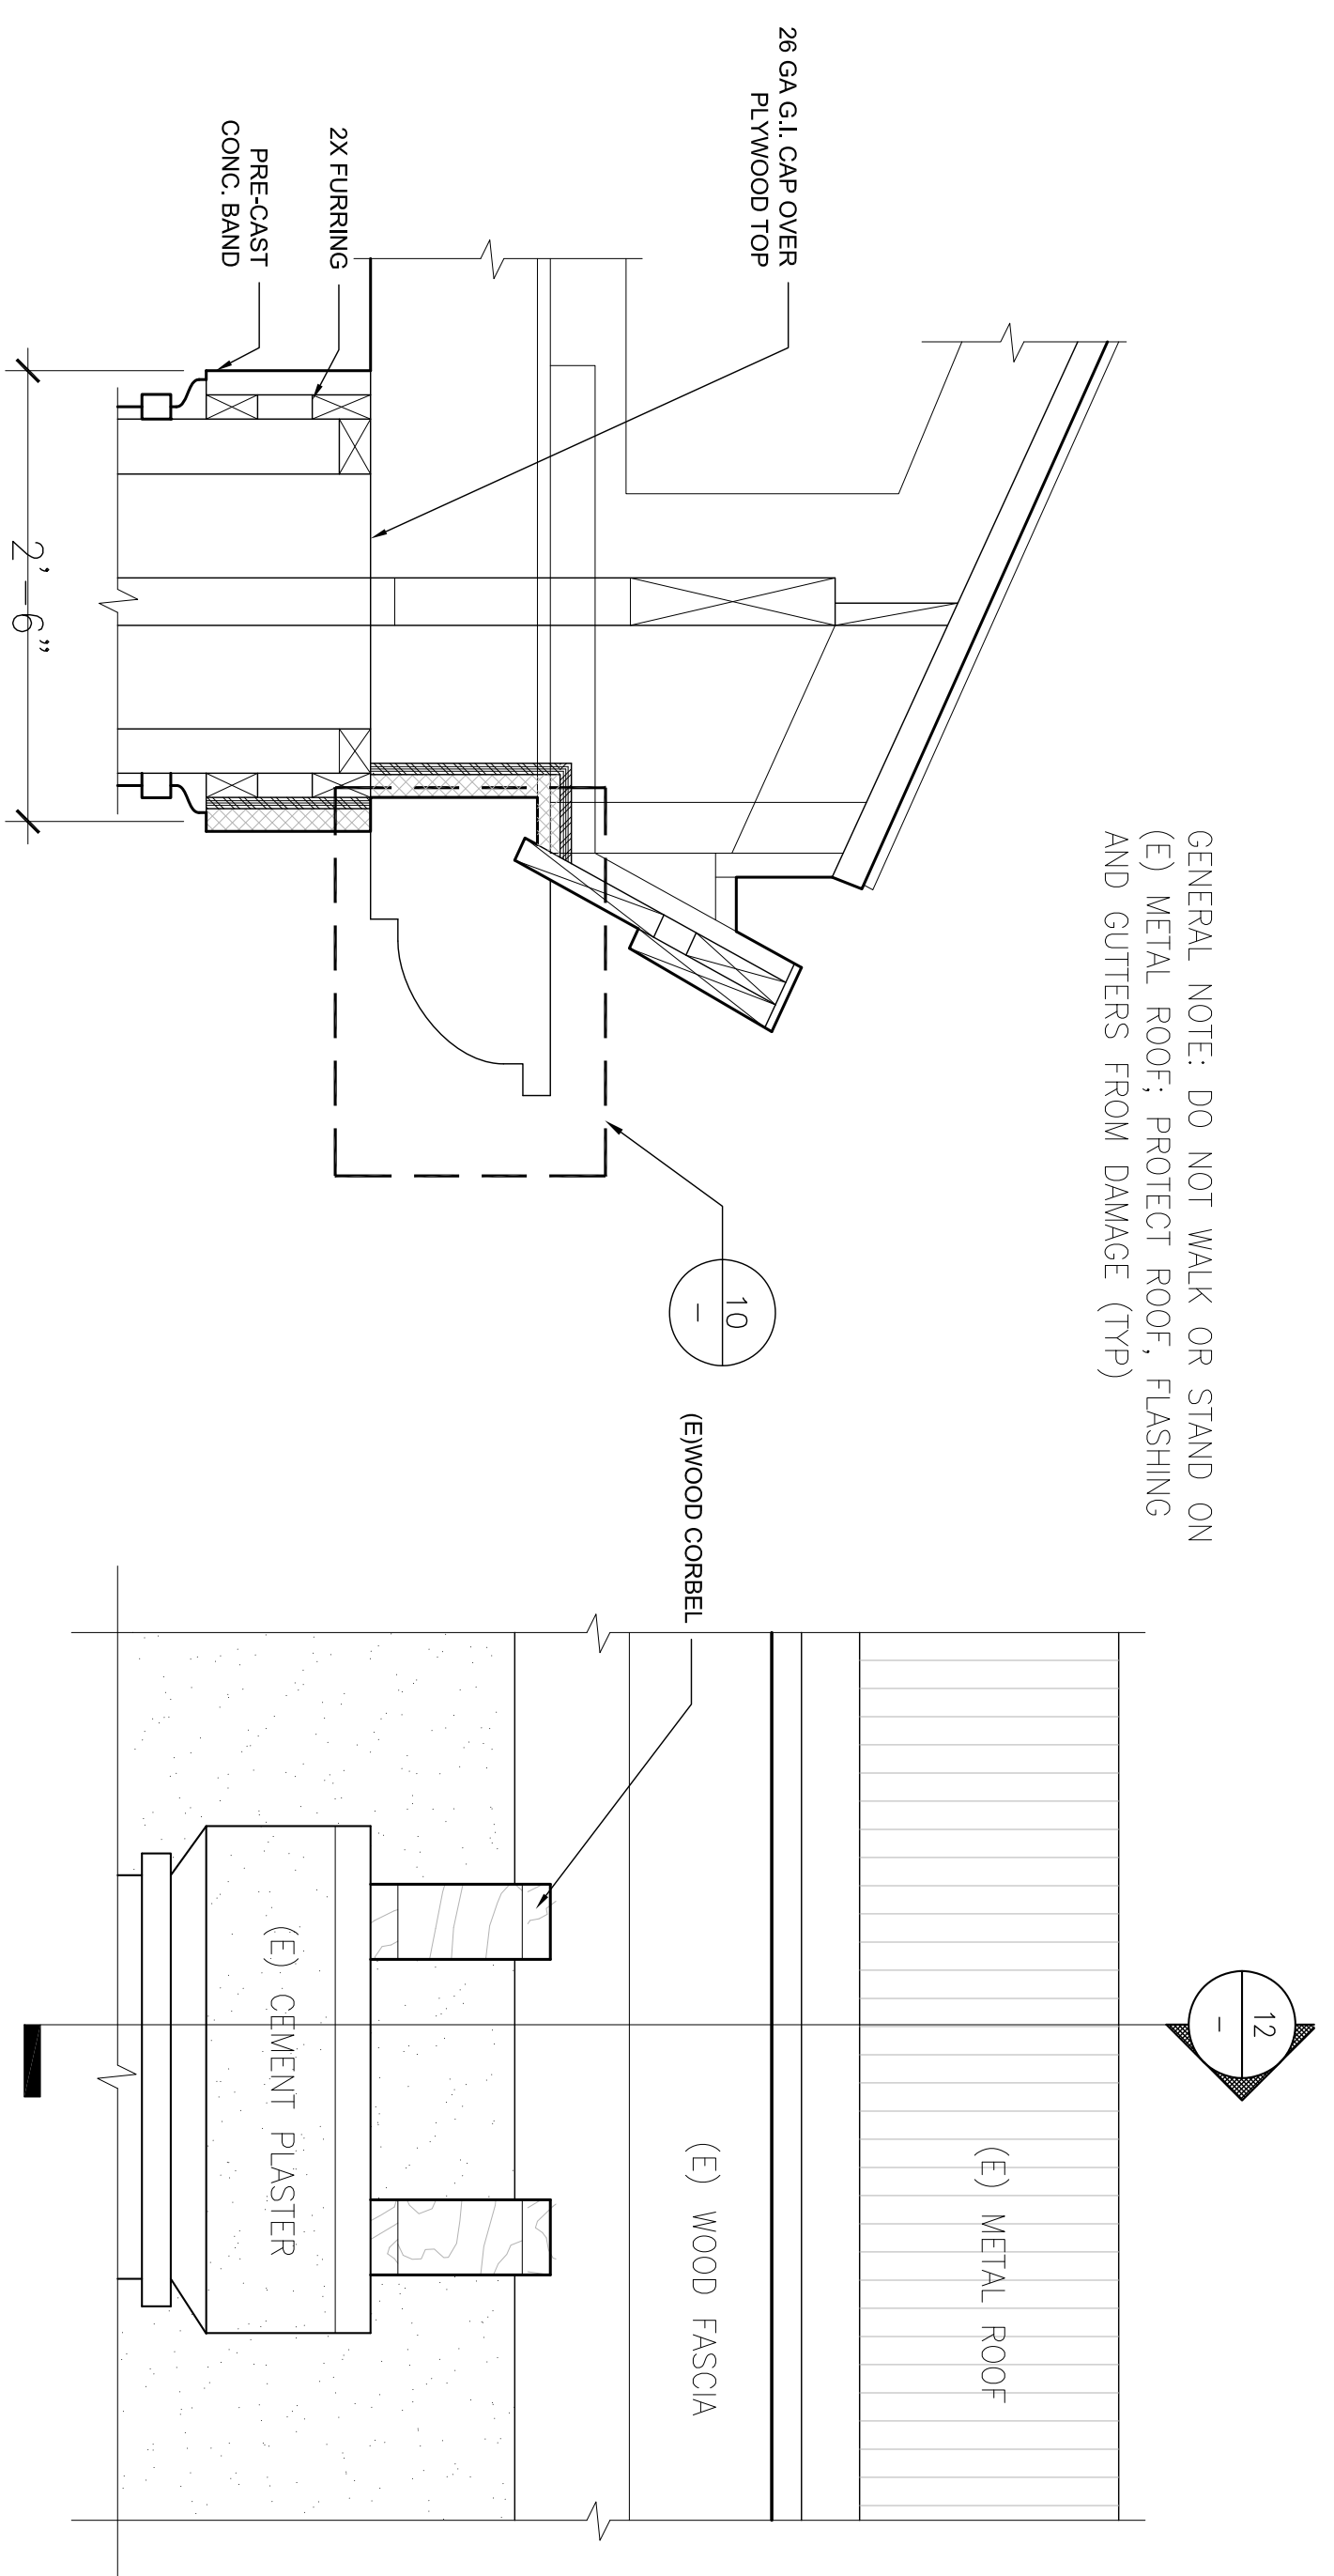 GENERAL NOTE: DO NOT WALK OR STAND ON
(E) METAL ROOF; PROTECT ROOF, FLASHING
AND GUTTERS FROM DAMAGE (TYP)
26 GA G.I. CAP OVER
PLYWOOD TOP
2X FURRING
PRE-CAST
CONC. BAND
2'-6"
10
-
(E)WOOD CORBEL
12
-
(E) METAL ROOF
(E) WOOD FASCIA
(E) CEMENT PLASTER